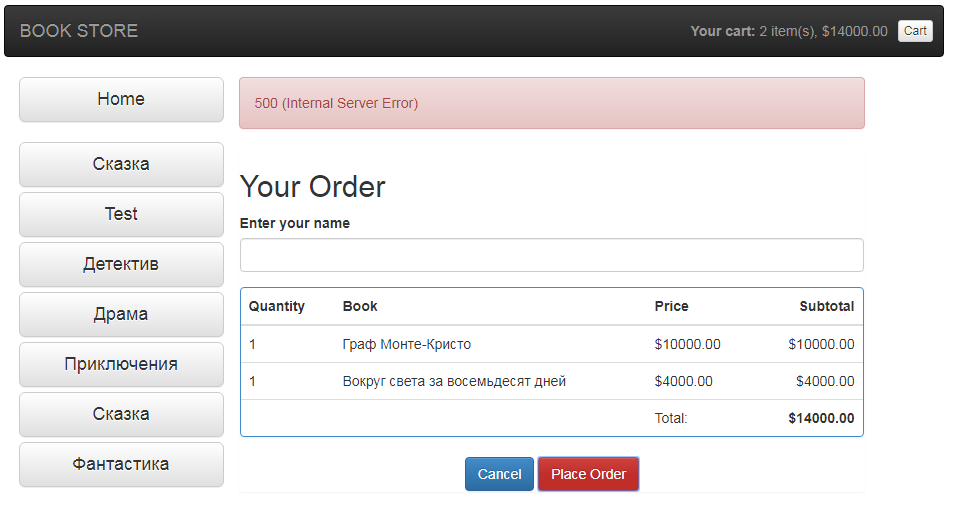 BOOK STORE Your cart: 2 item(s), $14000.00 Cart
Home
500 (Internal Server Error)
Сказка
Test
Детектив
Драма
Приключения
Сказка
Фантастика
Your Order
Enter your name
Quantity Book Price Subtotal
1 Граф Монте-Кристо $10000.00 $10000.00
1 Вокруг света за восемьдесят дней $4000.00 $4000.00
Total: $14000.00
Cancel Place Order